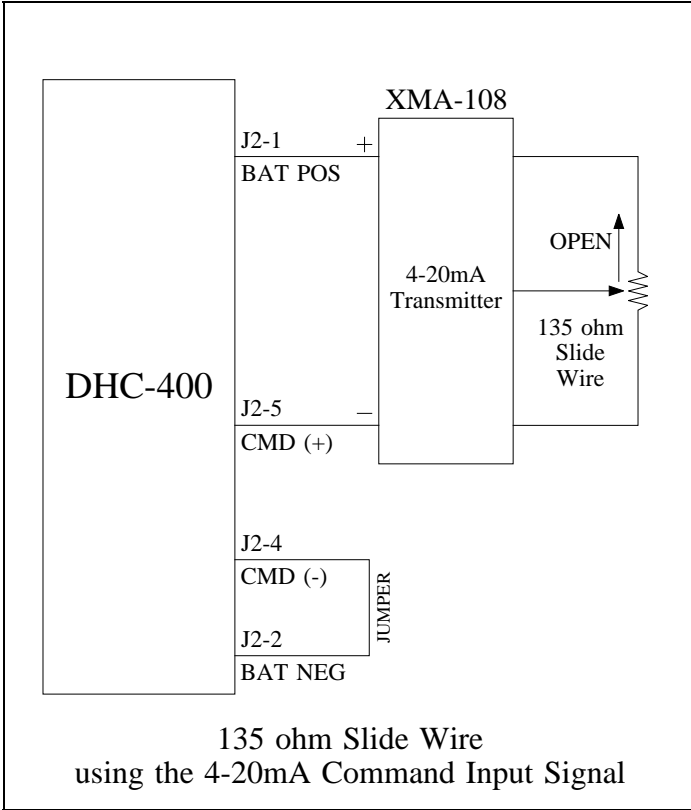 XMA-108
J2-1
+
BAT POS
OPEN
4-20mA
Transmitter
135 ohm
Slide
Wire
DHC-400
J2-5
−
CMD (+)
J2-4
CMD (-)
JUMPER
J2-2
BAT NEG
135 ohm Slide Wire
using the 4-20mA Command Input Signal